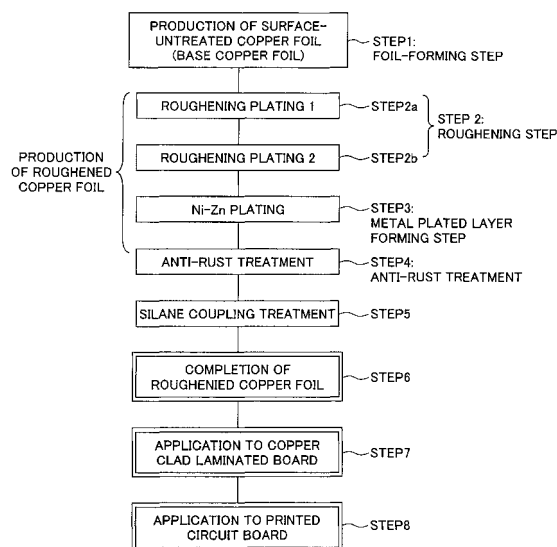 PRODUCTION OF SURFACE-
UNTREATED COPPER FOIL
(BASE COPPER FOIL)
STEP1:
FOIL-FORMING STEP
ROUGHENING PLATING 1
STEP2a
STEP 2:
ROUGHENING STEP
ROUGHENING PLATING 2
STEP2b
PRODUCTION
OF ROUGHENED
COPPER FOIL
Ni-Zn PLATING
STEP3:
METAL PLATED LAYER
FORMING STEP
ANTI-RUST TREATMENT
STEP4:
ANTI-RUST TREATMENT
SILANE COUPLING TREATMENT
STEP5
COMPLETION OF
ROUGHENIED COPPER FOIL
STEP6
APPLICATION TO COPPER
CLAD LAMINATED BOARD
STEP7
APPLICATION TO PRINTED
CIRCUIT BOARD
STEP8